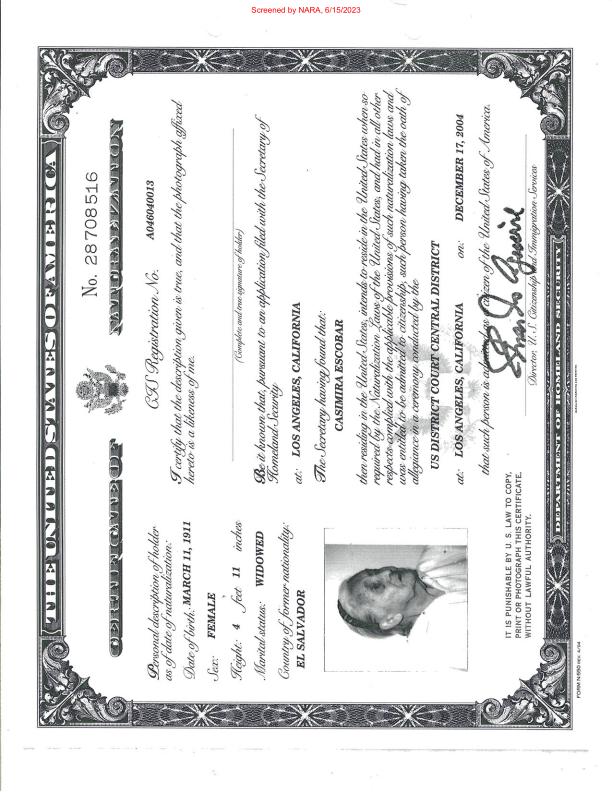 Screened by NARA, 6/15/2023
THE UNITED STATES OF AMERICA
No. 28708516
CERTIFICATE OF NATURALIZATION
Personal description of holder
as of date of naturalization:
Date of birth: MARCH 11, 1911
Sex: FEMALE
Height: 4 feet 11 inches
Marital status: WIDOWED
Country of former nationality:
EL SALVADOR
CIS Registration No. A046040013
I certify that the description given is true, and that the photograph affixed
hereto is a likeness of me.
(Complete and true signature of holder)
Be it known that, pursuant to an application filed with the Secretary of
Homeland Security
at: LOS ANGELES, CALIFORNIA
The Secretary having found that:
CASIMIRA ESCOBAR
then residing in the United States, intends to reside in the United States when so
required by the Naturalization Laws of the United States, and had in all other
respects complied with the applicable provisions of such naturalization laws and
was entitled to be admitted to citizenship, such person having taken the oath of
allegiance in a ceremony conducted by the
US DISTRICT COURT CENTRAL DISTRICT
at: LOS ANGELES, CALIFORNIA on: DECEMBER 17, 2004
that such person is admitted as a citizen of the United States of America.
Director, U. S. Citizenship and Immigration Services
IT IS PUNISHABLE BY U. S. LAW TO COPY,
PRINT OR PHOTOGRAPH THIS CERTIFICATE,
WITHOUT LAWFUL AUTHORITY.
DEPARTMENT OF HOMELAND SECURITY